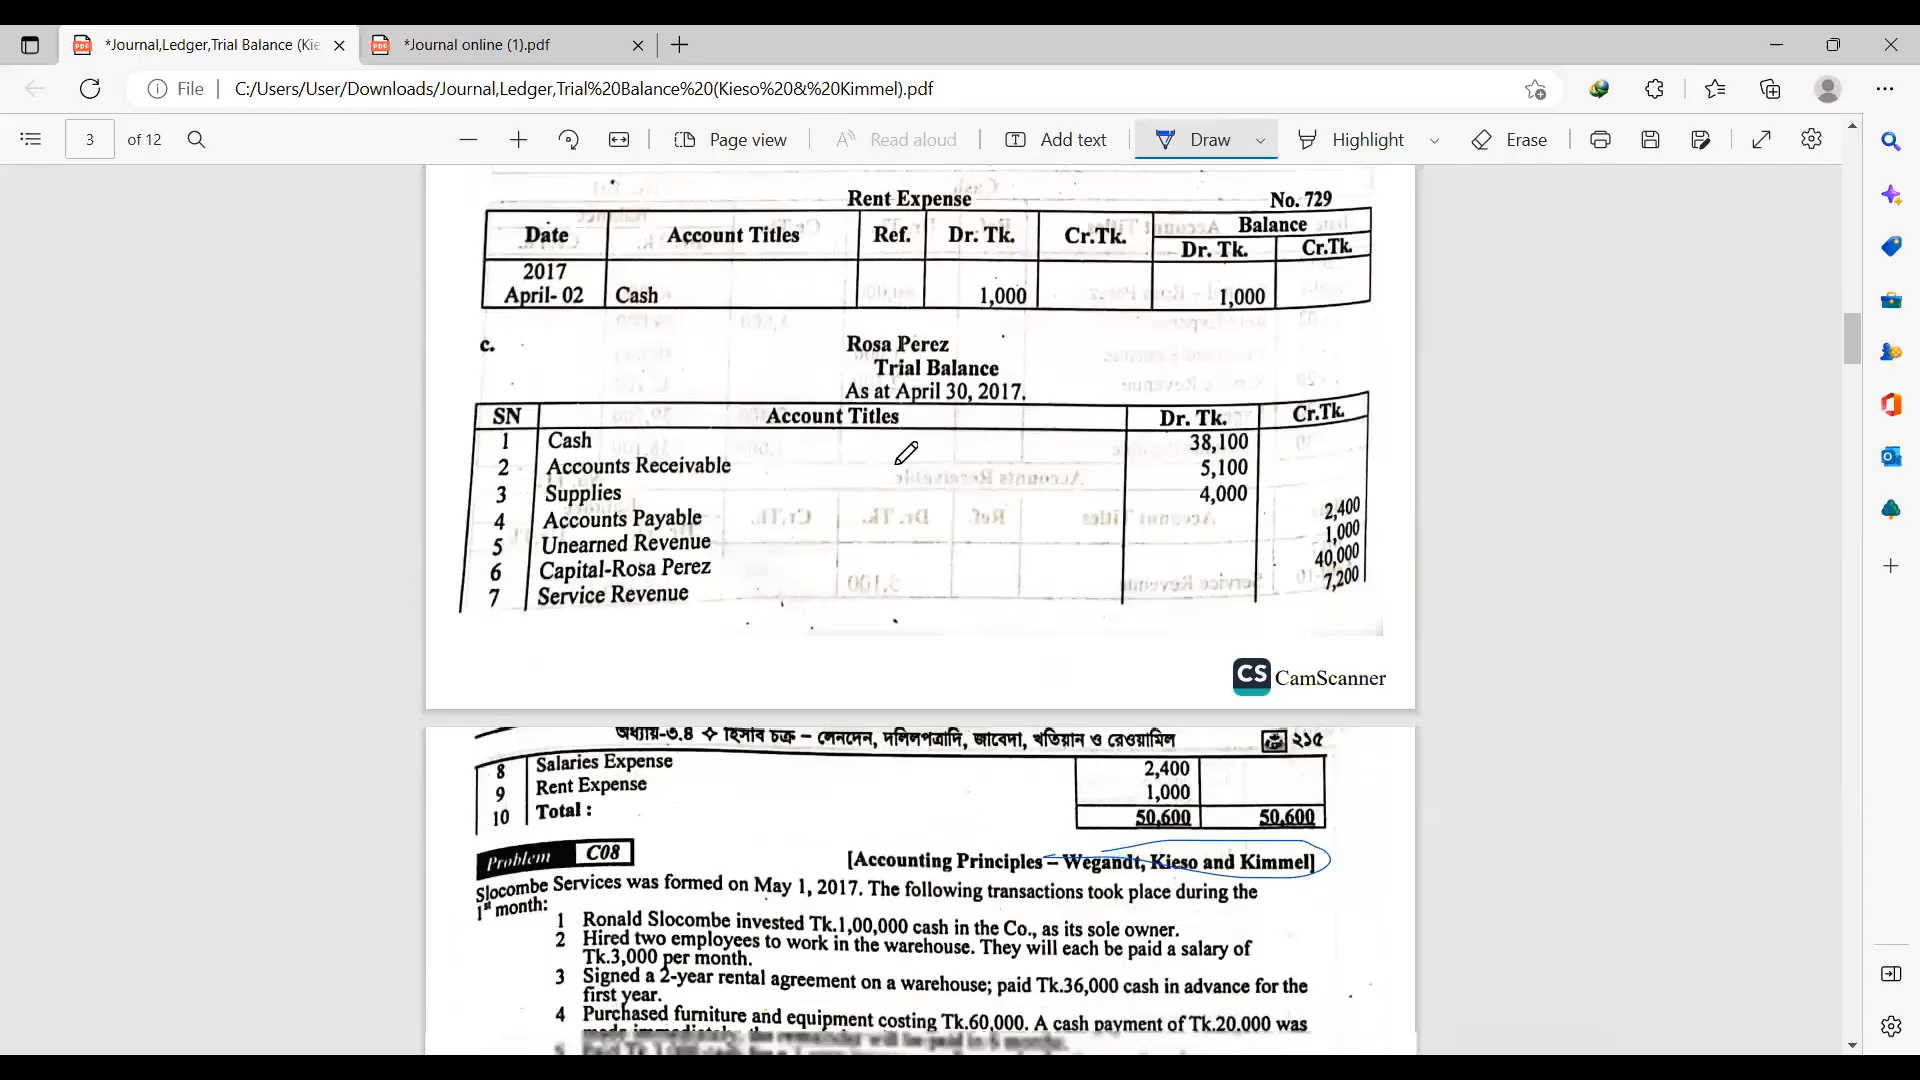 *Journal,Ledger,Trial Balance (Kie
*Journal online (1).pdf
File
C:/Users/User/Downloads/Journal,Ledger,Trial%20Balance%20(Kieso%20&%20Kimmel).pdf
3 of 12
Page view
Read aloud
Add text
Draw
Highlight
Erase
Rent Expense No. 729
Date Account Titles Ref. Dr. Tk. Cr.Tk. Balance
Dr. Tk. Cr.Tk.
2017
April- 02 Cash 1,000 1,000
c. Rosa Perez
Trial Balance
As at April 30, 2017.
SN Account Titles Dr. Tk. Cr.Tk.
1 Cash 38,100
2 Accounts Receivable 5,100
3 Supplies 4,000
4 Accounts Payable 2,400
5 Unearned Revenue 1,000
6 Capital-Rosa Perez 40,000
7 Service Revenue 7,200
CS CamScanner
অধ্যায়-৩.৪ ❖ হিসাব চক্র – লেনদেন, দলিলপত্রাদি, জাবেদা, খতিয়ান ও রেওয়ামিল ২১৫
8 Salaries Expense 2,400
9 Rent Expense 1,000
10 Total : 50,600 50,600
Problem C08
[Accounting Principles – Wegandt, Kieso and Kimmel]
Slocombe Services was formed on May 1, 2017. The following transactions took place during the
1st month:
1 Ronald Slocombe invested Tk.1,00,000 cash in the Co., as its sole owner.
2 Hired two employees to work in the warehouse. They will each be paid a salary of
Tk.3,000 per month.
3 Signed a 2-year rental agreement on a warehouse; paid Tk.36,000 cash in advance for the
first year.
4 Purchased furniture and equipment costing Tk.60,000. A cash payment of Tk.20,000 was
made immediately, the remainder will be paid in 6 months.